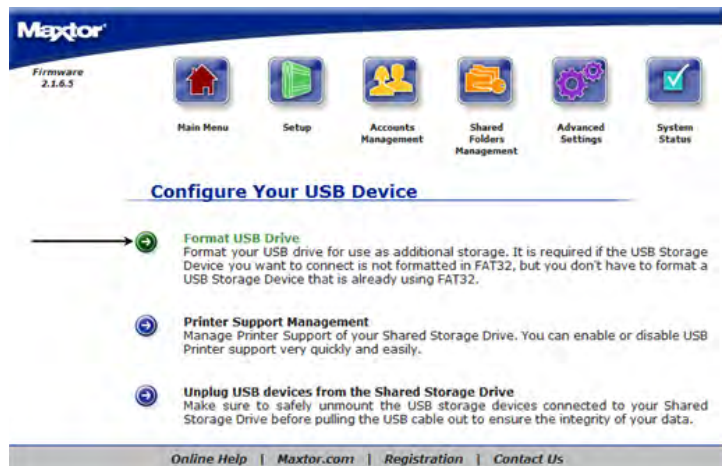 Maxtor
Firmware
2.1.6.5
Main Menu
Setup
Accounts
Management
Shared
Folders
Management
Advanced
Settings
System
Status
Configure Your USB Device
Format USB Drive
Format your USB drive for use as additional storage. It is required if the USB Storage
Device you want to connect is not formatted in FAT32, but you don't have to format a
USB Storage Device that is already using FAT32.
Printer Support Management
Manage Printer Support of your Shared Storage Drive. You can enable or disable USB
Printer support very quickly and easily.
Unplug USB devices from the Shared Storage Drive
Make sure to safely unmount the USB storage devices connected to your Shared
Storage Drive before pulling the USB cable out to ensure the integrity of your data.
Online Help | Maxtor.com | Registration | Contact Us